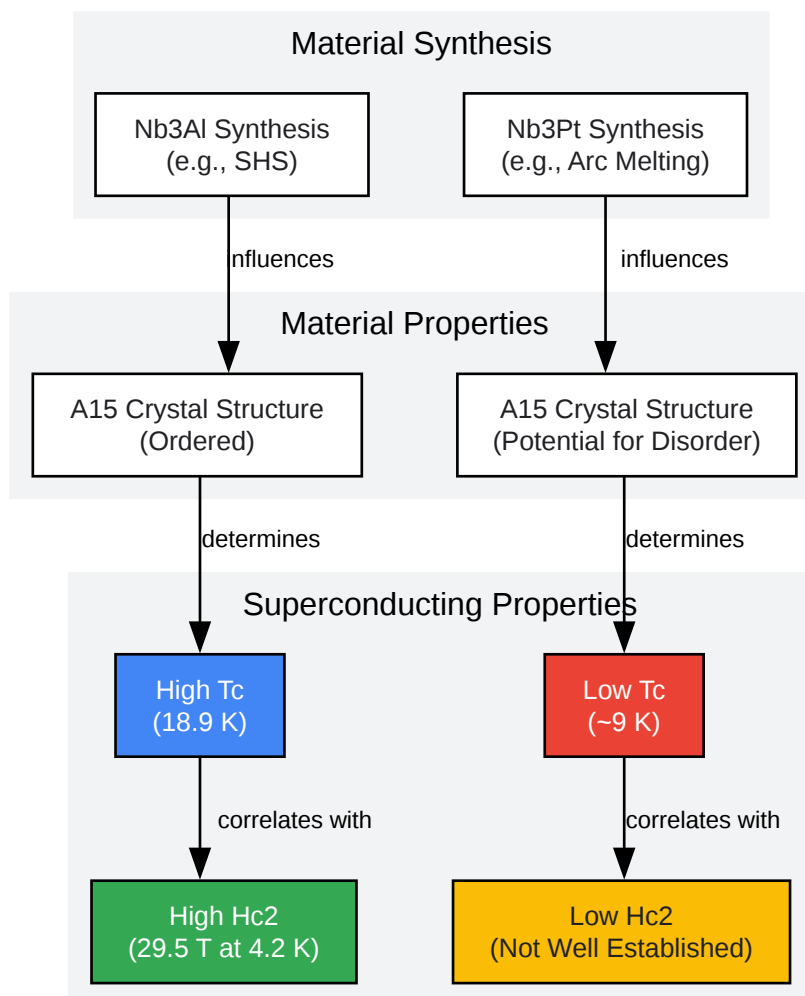 Material Synthesis
Nb3Al Synthesis
(e.g., SHS)
Nb3Pt Synthesis
(e.g., Arc Melting)
influences
influences
Material Properties
A15 Crystal Structure
(Ordered)
A15 Crystal Structure
(Potential for Disorder)
determines
determines
Superconducting Properties
High Tc
(18.9 K)
Low Tc
(~9 K)
correlates with
correlates with
High Hc2
(29.5 T at 4.2 K)
Low Hc2
(Not Well Established)